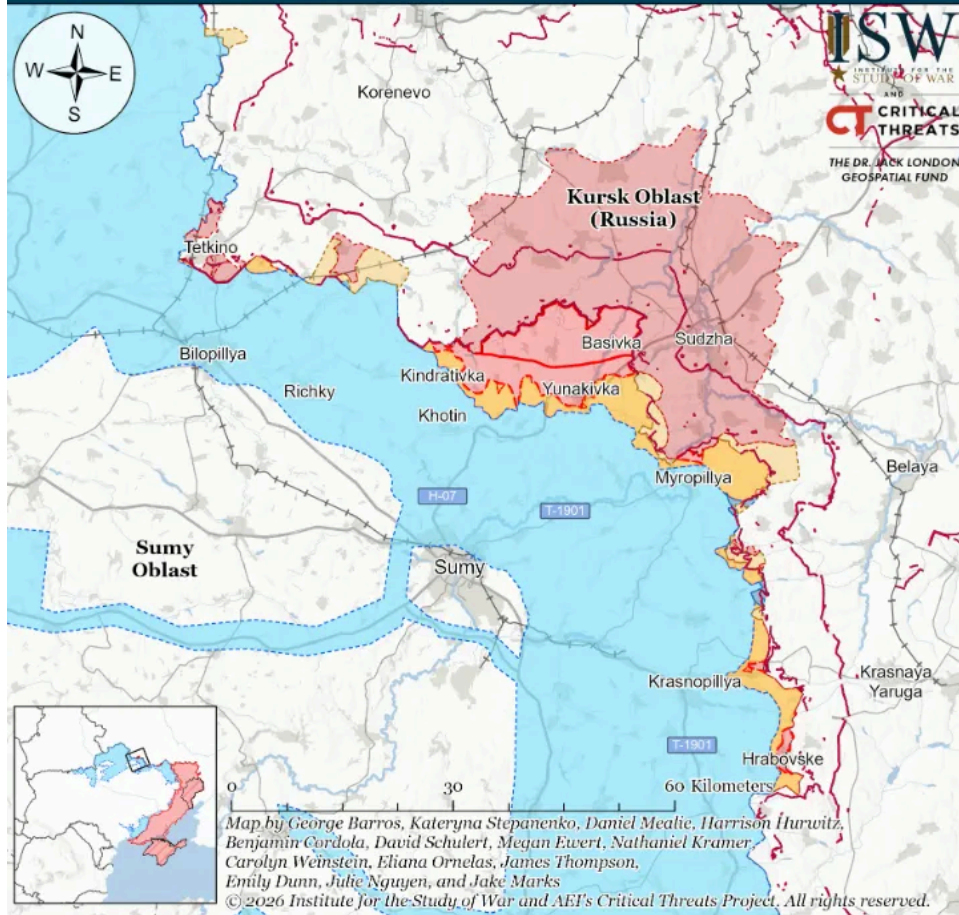 N
W E
S
ISW
INSTITUTE FOR THE
STUDY OF WAR
AND
CT CRITICAL
THREATS
THE DR. JACK LONDON
GEOSPATIAL FUND
Korenevo
Kursk Oblast
(Russia)
Tetkino
Basivka
Sudzha
Bilopillya
Kindrativka
Yunakivka
Richky
Khotin
Belaya
Myropillya
H-07
T-1901
Sumy
Oblast
Sumy
Krasnopillya
Krasnaya
Yaruga
T-1901
Hrabovske
0 30 60 Kilometers
Map by George Barros, Kateryna Stepanenko, Daniel Mealie, Harrison Hurwitz,
Benjamin Cordola, David Schulert, Megan Ewert, Nathaniel Kramer,
Carolyn Weinstein, Eliana Ornelas, James Thompson,
Emily Dunn, Julie Nguyen, and Jake Marks
© 2026 Institute for the Study of War and AEI's Critical Threats Project. All rights reserved.